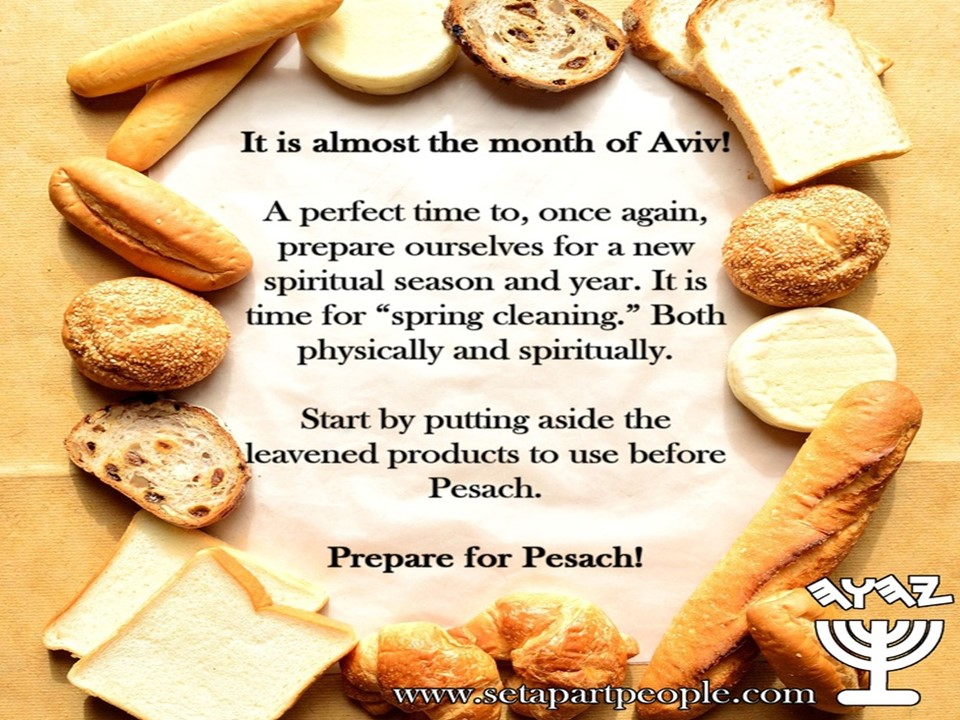 It is almost the month of Aviv!
A perfect time to, once again,
prepare ourselves for a new
spiritual season and year. It is
time for “spring cleaning.” Both
physically and spiritually.
Start by putting aside the
leavened products to use before
Pesach.
Prepare for Pesach!
𐤉𐤄𐤅𐤄
www.setapartpeople.com